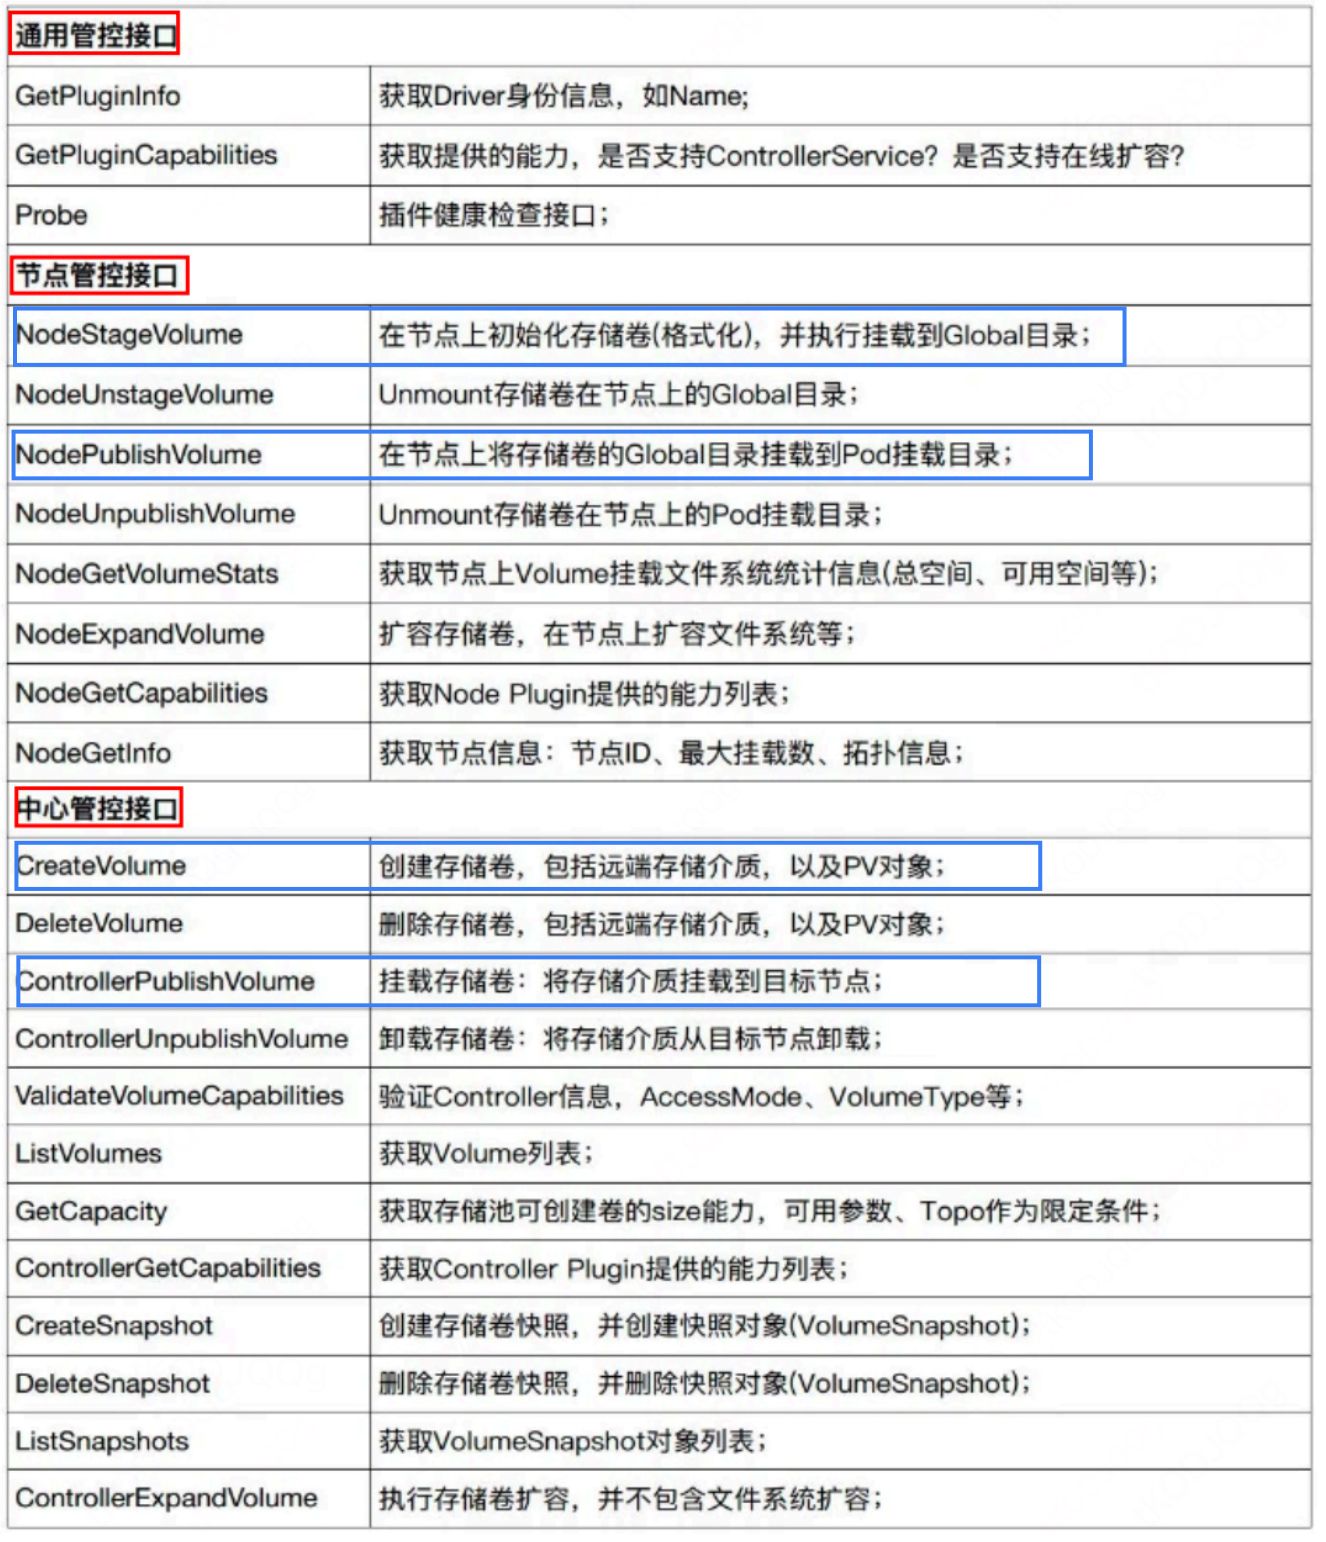 通用管控接口
GetPluginInfo 获取Driver身份信息，如Name;
GetPluginCapabilities 获取提供的能力，是否支持ControllerService？是否支持在线扩容？
Probe 插件健康检查接口；
节点管控接口
NodeStageVolume 在节点上初始化存储卷(格式化)，并执行挂载到Global目录；
NodeUnstageVolume Unmount存储卷在节点上的Global目录；
NodePublishVolume 在节点上将存储卷的Global目录挂载到Pod挂载目录；
NodeUnpublishVolume Unmount存储卷在节点上的Pod挂载目录；
NodeGetVolumeStats 获取节点上Volume挂载文件系统统计信息(总空间、可用空间等)；
NodeExpandVolume 扩容存储卷，在节点上扩容文件系统等；
NodeGetCapabilities 获取Node Plugin提供的能力列表；
NodeGetInfo 获取节点信息：节点ID、最大挂载数、拓扑信息；
中心管控接口
CreateVolume 创建存储卷，包括远端存储介质，以及PV对象；
DeleteVolume 删除存储卷，包括远端存储介质，以及PV对象；
ControllerPublishVolume 挂载存储卷：将存储介质挂载到目标节点；
ControllerUnpublishVolume 卸载存储卷：将存储介质从目标节点卸载；
ValidateVolumeCapabilities 验证Controller信息，AccessMode、VolumeType等；
ListVolumes 获取Volume列表；
GetCapacity 获取存储池可创建卷的size能力，可用参数、Topo作为限定条件；
ControllerGetCapabilities 获取Controller Plugin提供的能力列表；
CreateSnapshot 创建存储卷快照，并创建快照对象(VolumeSnapshot)；
DeleteSnapshot 删除存储卷快照，并删除快照对象(VolumeSnapshot)；
ListSnapshots 获取VolumeSnapshot对象列表；
ControllerExpandVolume 执行存储卷扩容，并不包含文件系统扩容；